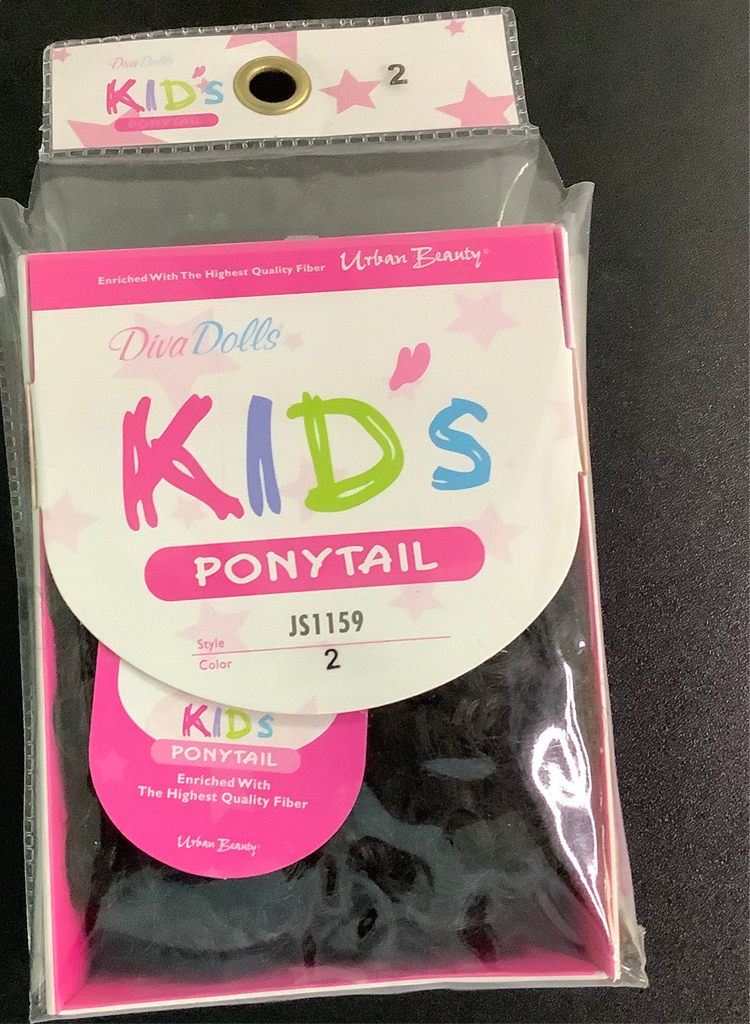 Diva Dolls
KID'S
PONYTAIL
2
Enriched With The Highest Quality Fiber Urban Beauty
Diva Dolls
KID'S
PONYTAIL
Style JS1159
Color 2
KIDS
PONYTAIL
Enriched With
The Highest Quality Fiber
Urban Beauty